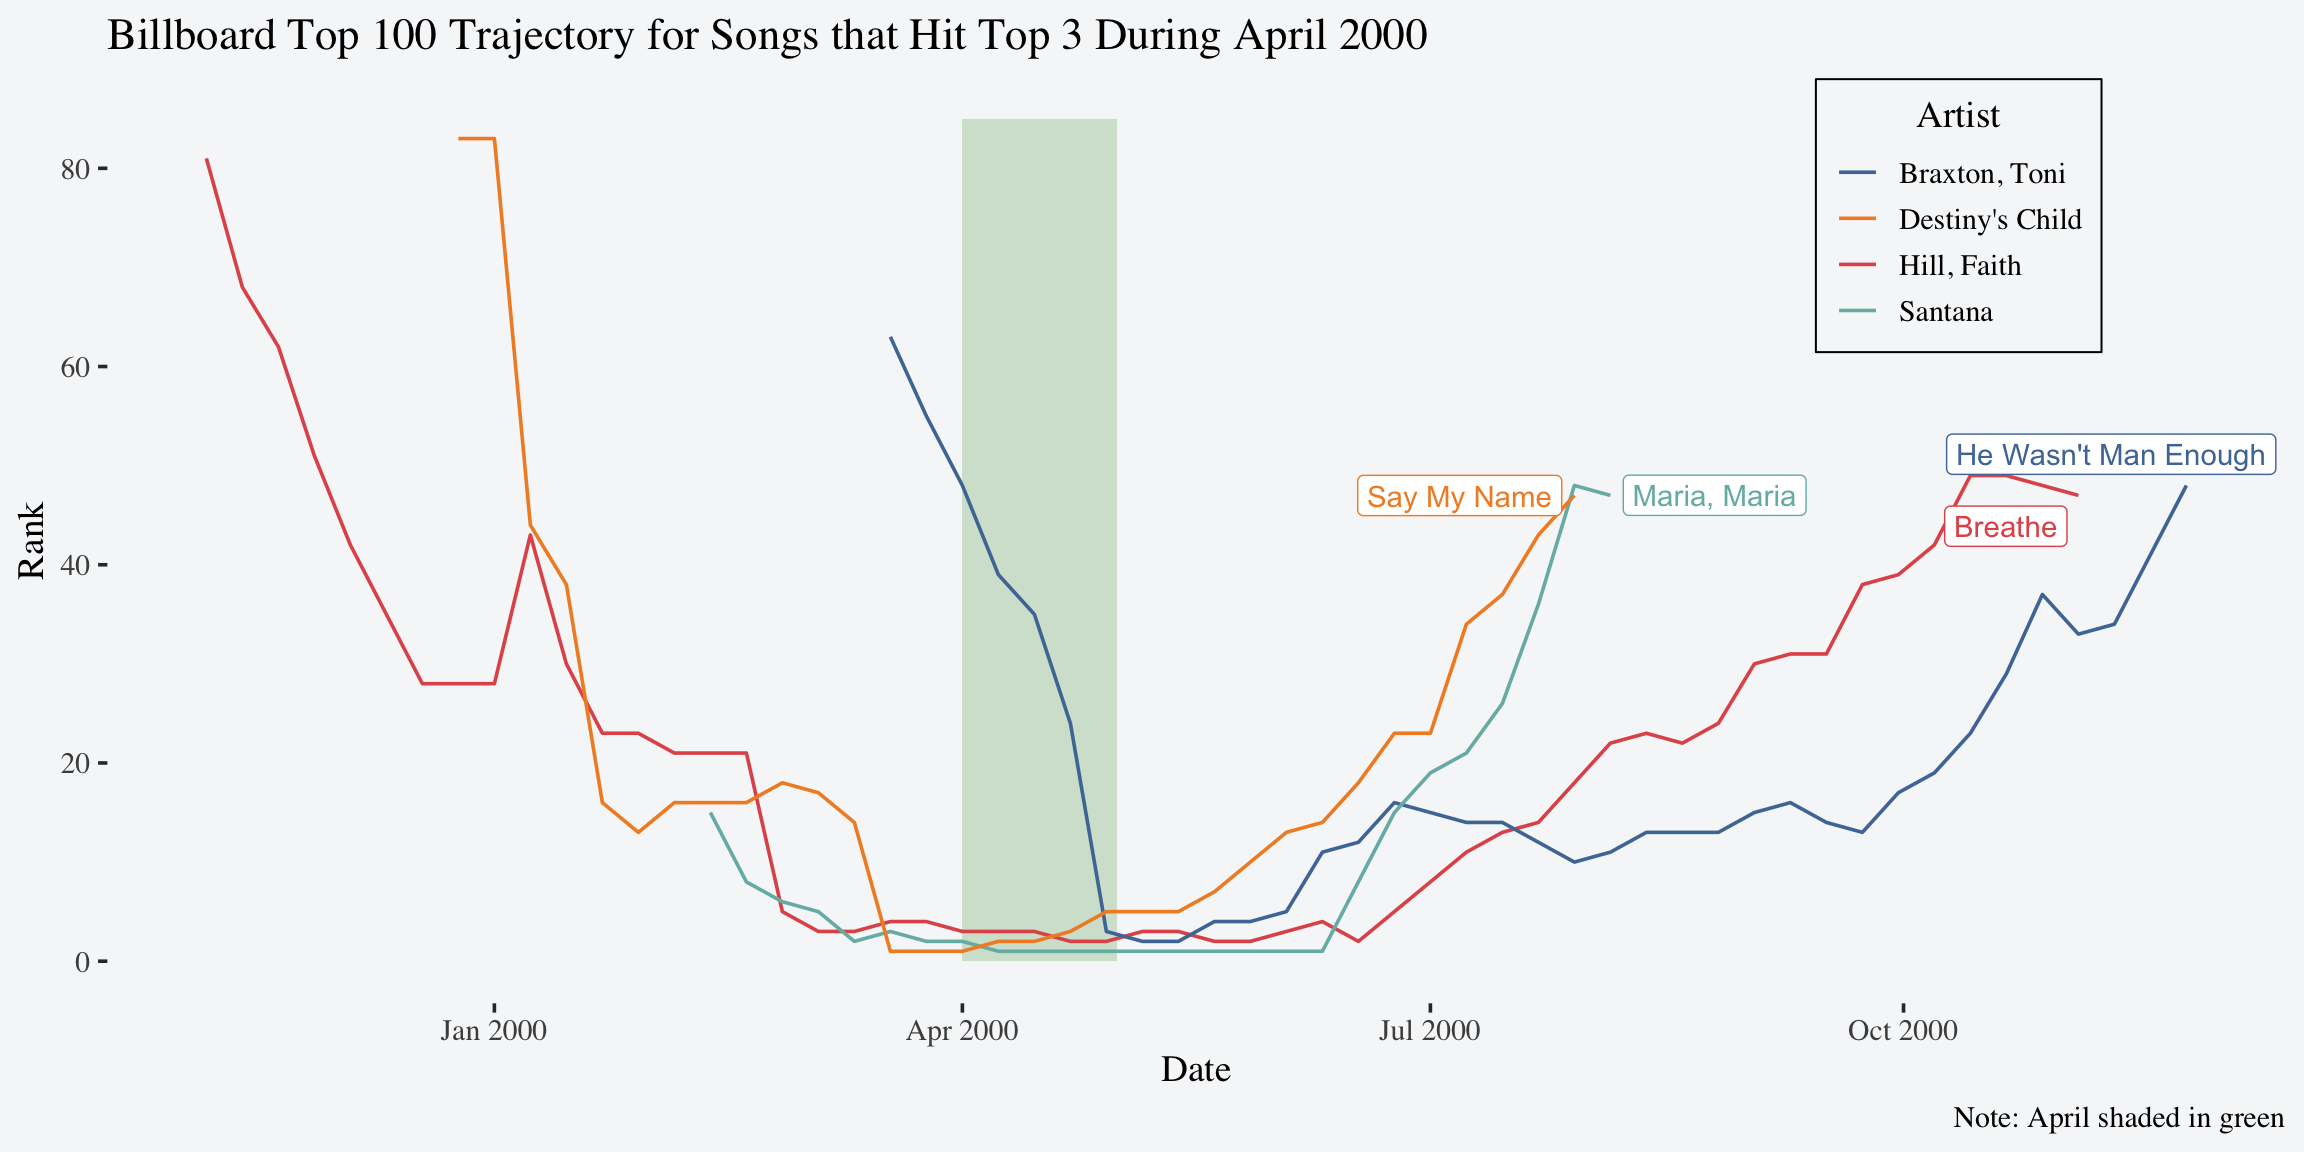 Billboard Top 100 Trajectory for Songs that Hit Top 3 During April 2000
Artist
Braxton, Toni
Destiny's Child
Hill, Faith
Santana
80
60
40
20
0
Rank
He Wasn't Man Enough
Say My Name
Maria, Maria
Breathe
Jan 2000
Apr 2000
Jul 2000
Oct 2000
Date
Note: April shaded in green